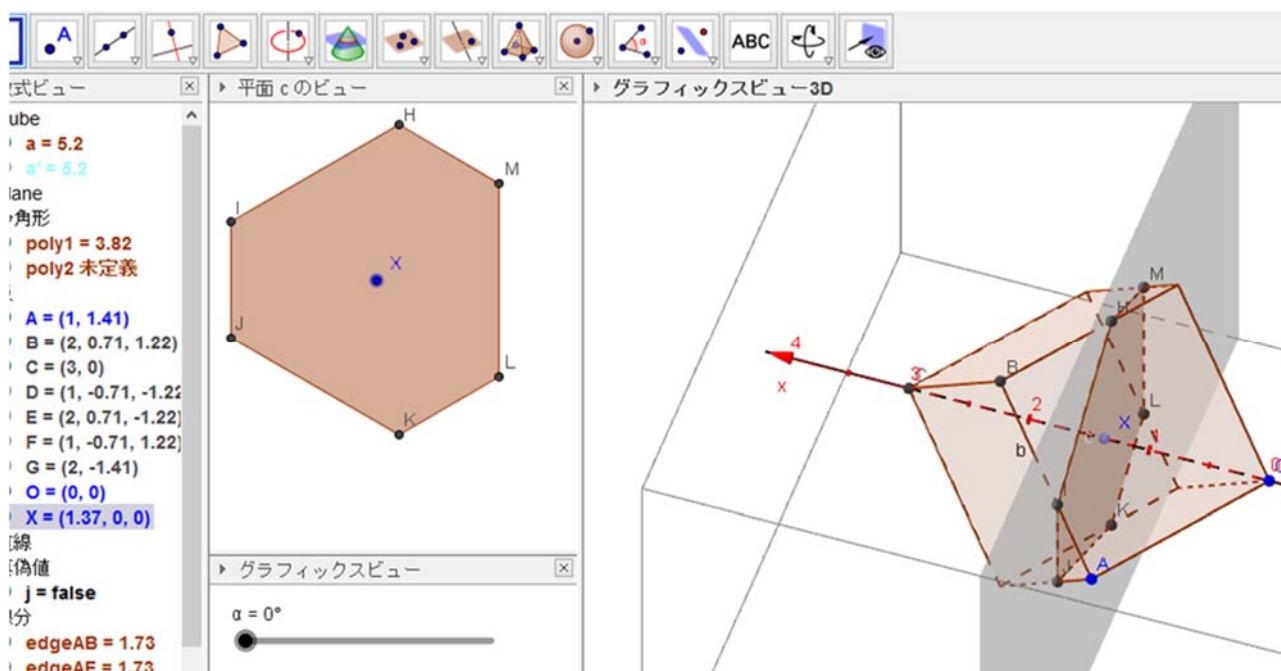 A
ABC
式ビュー
平面 c のビュー
グラフィックスビュー3D
ube
a = 5.2
a' = 5.2
lane
角形
poly1 = 3.82
poly2 未定義
A = (1, 1.41)
B = (2, 0.71, 1.22)
C = (3, 0)
D = (1, -0.71, -1.22
E = (2, 0.71, -1.22)
F = (1, -0.71, 1.22)
G = (2, -1.41)
O = (0, 0)
X = (1.37, 0, 0)
線
偽値
j = false
分
edgeAB = 1.73
edgeAE = 1.73
H
M
I
X
J
L
K
グラフィックスビュー
α = 0°
M
H
4
x
3
B
2
L
X
b
1
K
A